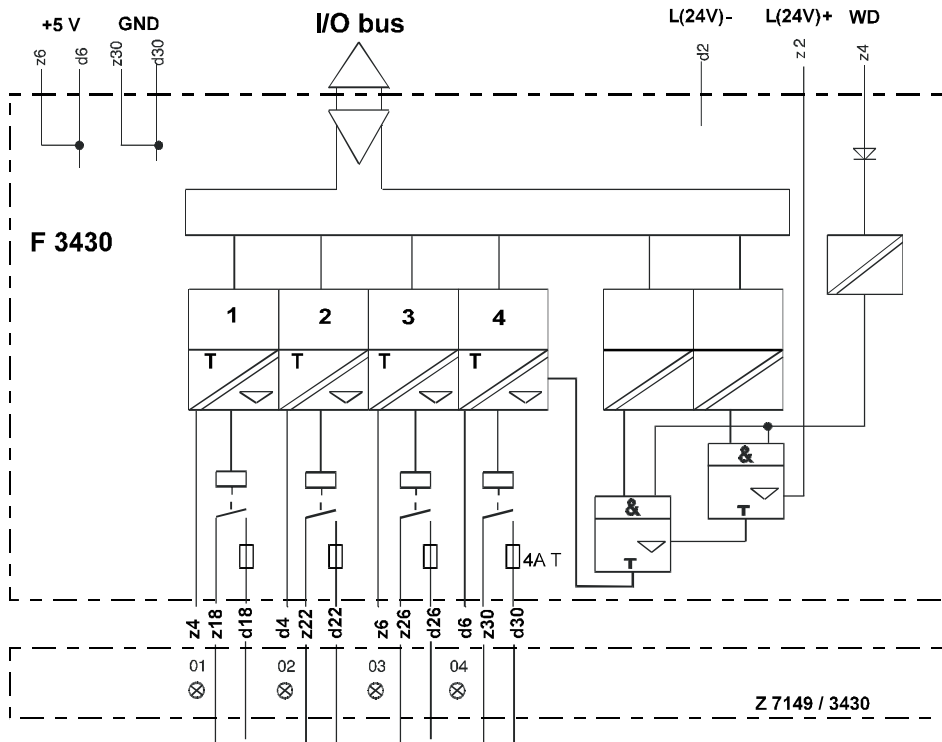 +5 V GND I/O bus L(24V)- L(24V)+ WD
z6 d6 z30 d30 d2 z2 z4
F 3430
1 2 3 4
T T T T
&
T
&
T
4A T
z4 z18 d18 d4 z22 d22 z6 z26 d26 d6 z30 d30
01 02 03 04
Z 7149 / 3430